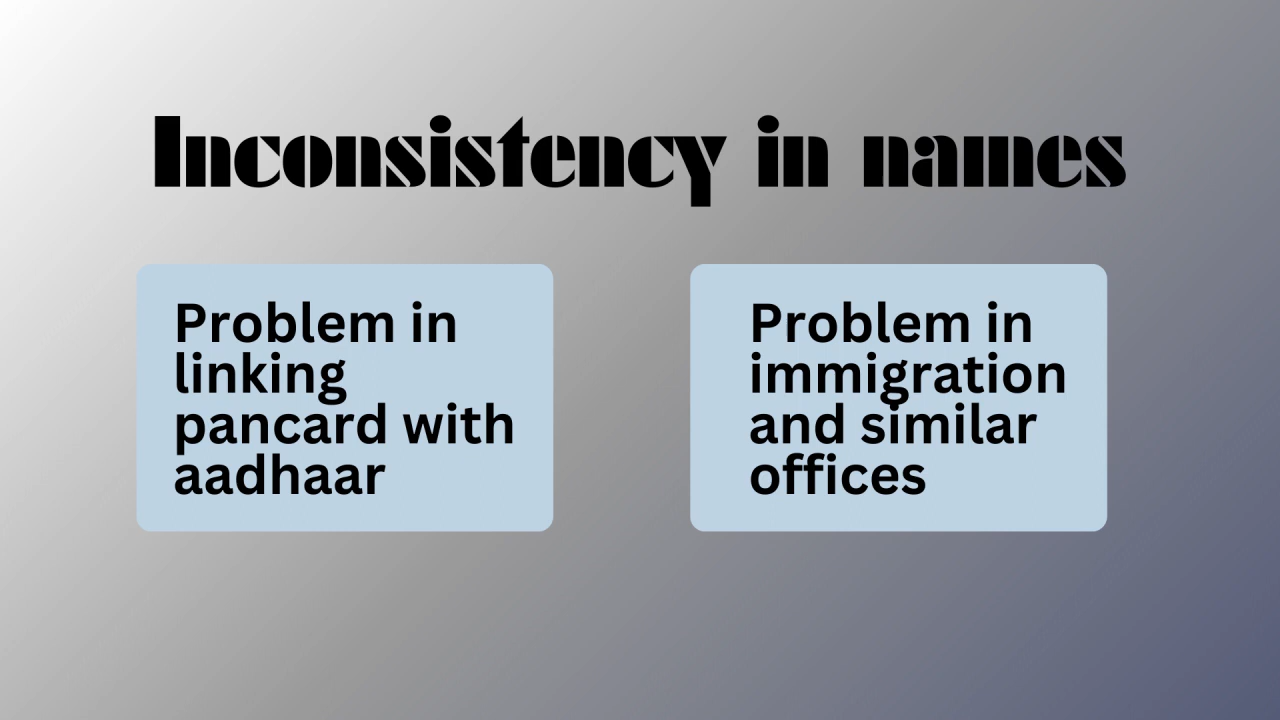 Inconsistency in names
Problem in
linking
pancard with
aadhaar
Problem in
immigration
and similar
offices